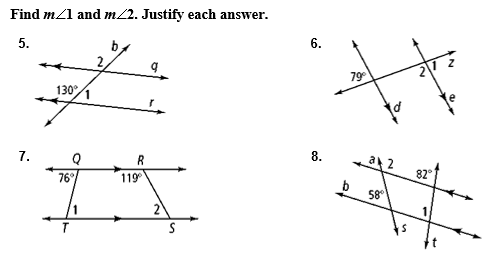 Find m∠1 and m∠2. Justify each answer.
5.
b
2
q
130°
1
r
6.
79°
2
1
z
d
e
7.
Q
R
76°
119°
1
2
T
S
8.
a
2
82°
b
58°
1
s
t